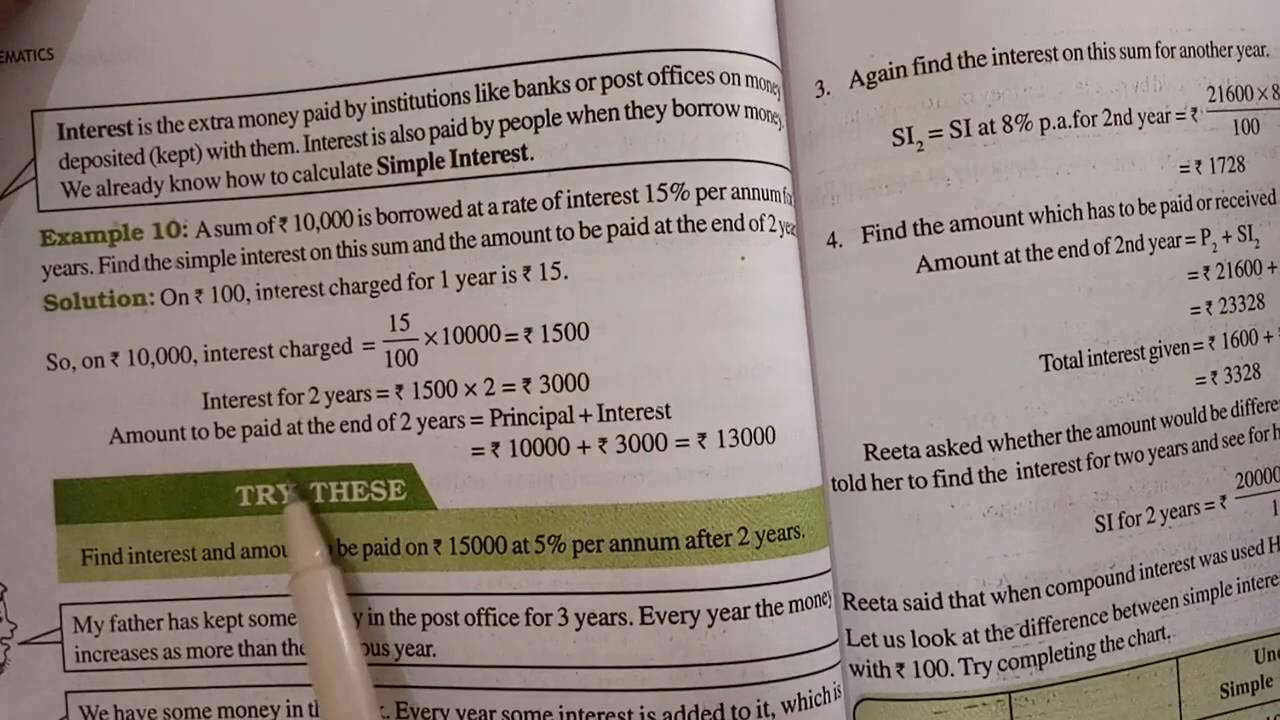 EMATICS
Interest is the extra money paid by institutions like banks or post offices on money
deposited (kept) with them. Interest is also paid by people when they borrow money.
We already know how to calculate Simple Interest.
Example 10: A sum of ₹ 10,000 is borrowed at a rate of interest 15% per annum for
years. Find the simple interest on this sum and the amount to be paid at the end of 2 yea
Solution: On ₹ 100, interest charged for 1 year is ₹ 15.
So, on ₹ 10,000, interest charged = 15/100 × 10000 = ₹ 1500
Interest for 2 years = ₹ 1500 × 2 = ₹ 3000
Amount to be paid at the end of 2 years = Principal + Interest
= ₹ 10000 + ₹ 3000 = ₹ 13000
TRY THESE
Find interest and amou be paid on ₹ 15000 at 5% per annum after 2 years.
My father has kept some y in the post office for 3 years. Every year the money
increases as more than the ous year.
We have some money in t . Every year some interest is added to it, which is
3. Again find the interest on this sum for another year.
SI₂ = SI at 8% p.a.for 2nd year = ₹ 21600 × 8/100
= ₹ 1728
4. Find the amount which has to be paid or received
Amount at the end of 2nd year = P₂ + SI₂
= ₹ 21600 +
= ₹ 23328
Total interest given = ₹ 1600 +
= ₹ 3328
Reeta asked whether the amount would be differe
told her to find the interest for two years and see for h
SI for 2 years = ₹ 20000/1
Reeta said that when compound interest was used H
Let us look at the difference between simple intere
with ₹ 100. Try completing the chart.
Und
Simple